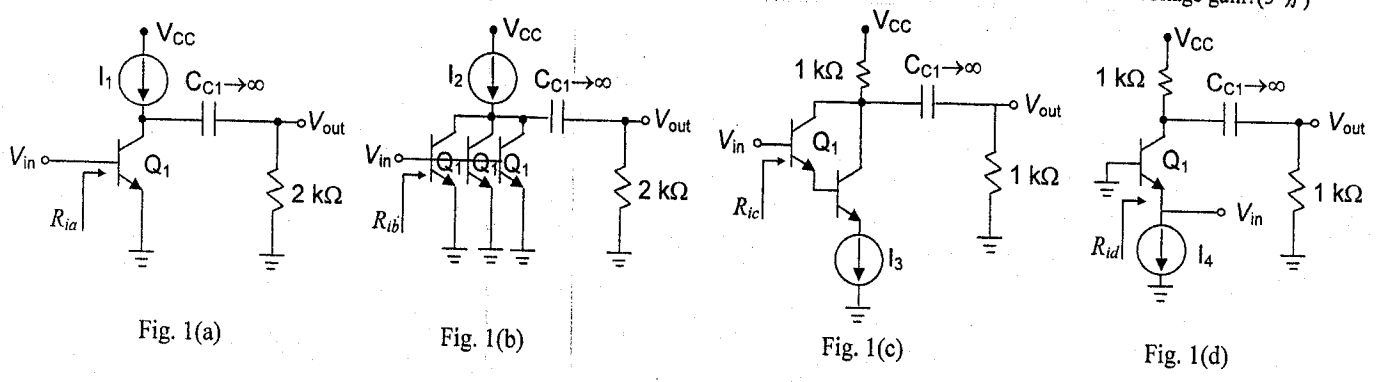 V_CC
I_1
C_C1→∞
V_out
V_in
Q_1
2 kΩ
R_ia
Fig. 1(a)
V_CC
I_2
C_C1→∞
V_out
V_in
Q_1 Q_1 Q_1
2 kΩ
R_ib
Fig. 1(b)
V_CC
1 kΩ
C_C1→∞
V_out
V_in
Q_1
1 kΩ
R_ic
I_3
Fig. 1(c)
gain?(5
V_CC
1 kΩ
C_C1→∞
V_out
Q_1
V_in
1 kΩ
R_id
I_4
Fig. 1(d)